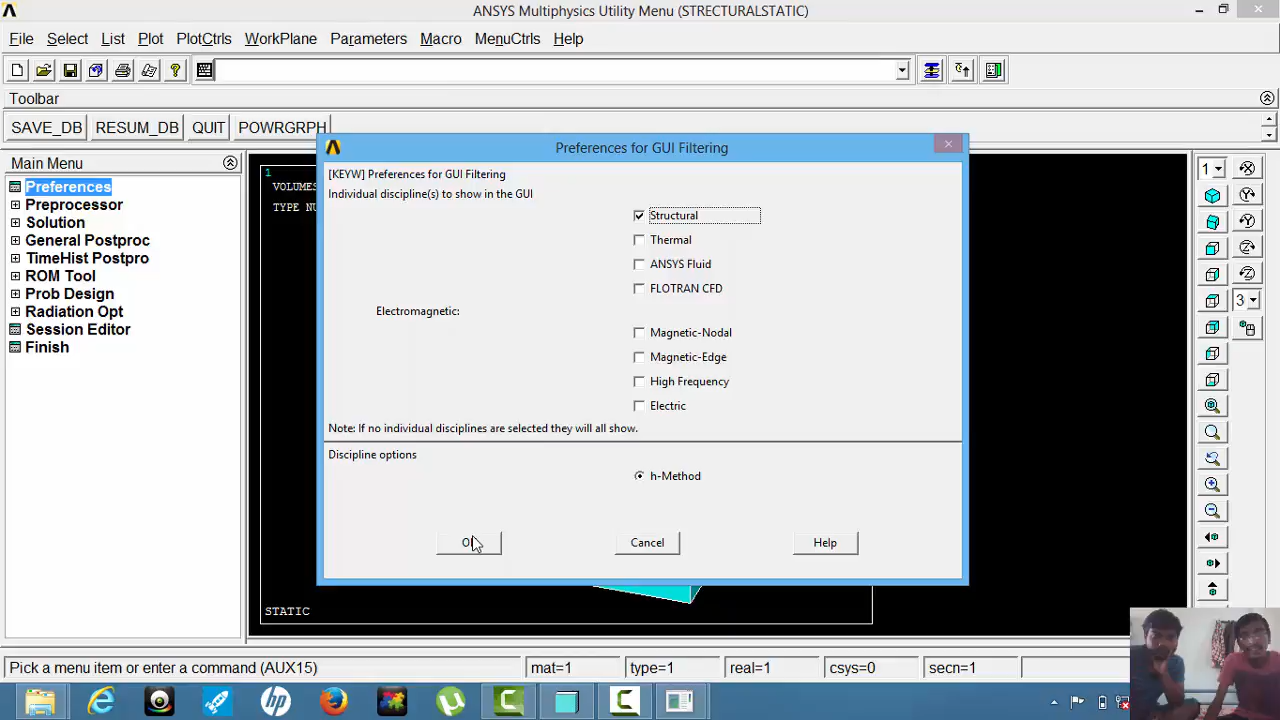 ANSYS Multiphysics Utility Menu (STRECTURALSTATIC)
File Select List Plot PlotCtrls WorkPlane Parameters Macro MenuCtrls Help
Toolbar
SAVE_DB RESUM_DB QUIT POWRGRPH
Main Menu
Preferences
Preprocessor
Solution
General Postproc
TimeHist Postpro
ROM Tool
Prob Design
Radiation Opt
Session Editor
Finish
1
VOLUMES
TYPE NU
Preferences for GUI Filtering
[KEYW] Preferences for GUI Filtering
Individual discipline(s) to show in the GUI
Structural
Thermal
ANSYS Fluid
FLOTRAN CFD
Electromagnetic:
Magnetic-Nodal
Magnetic-Edge
High Frequency
Electric
Note: If no individual disciplines are selected they will all show.
Discipline options
h-Method
Cancel
Help
STATIC
1
3
Pick a menu item or enter a command (AUX15)
mat=1
type=1
real=1
csys=0
secn=1